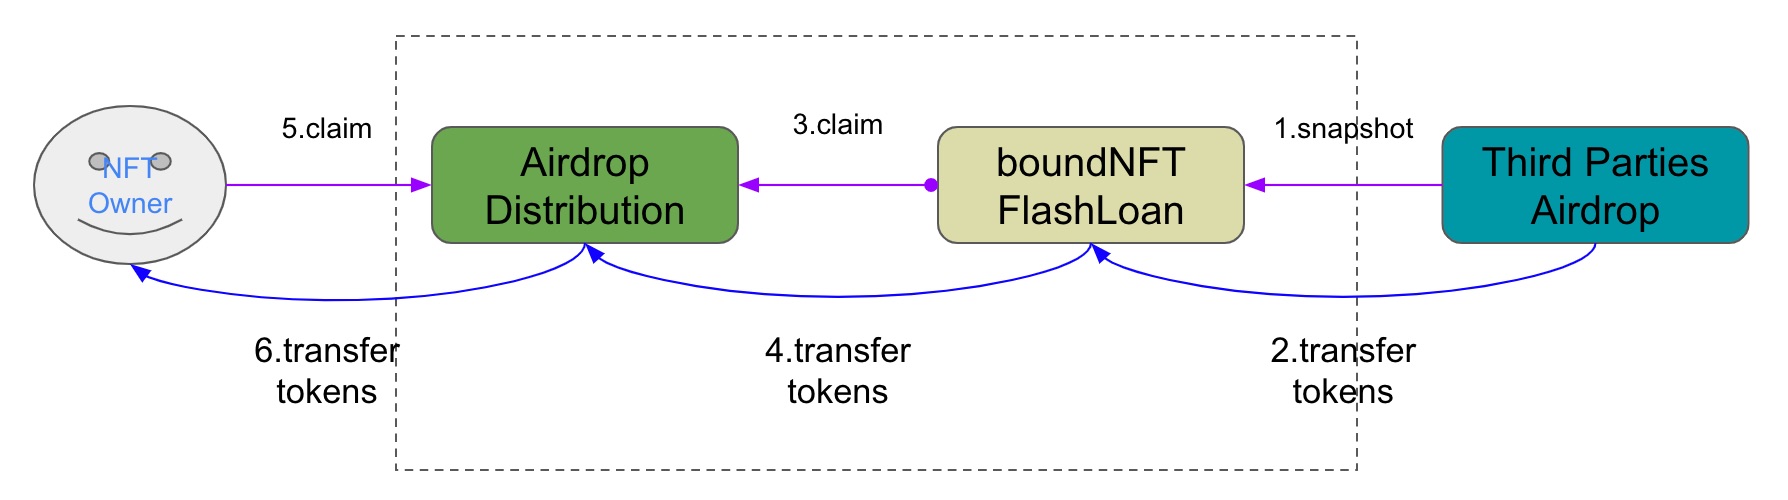 5.claim
3.claim
1.snapshot
NFT
Owner
Airdrop
Distribution
boundNFT
FlashLoan
Third Parties
Airdrop
6.transfer
tokens
4.transfer
tokens
2.transfer
tokens